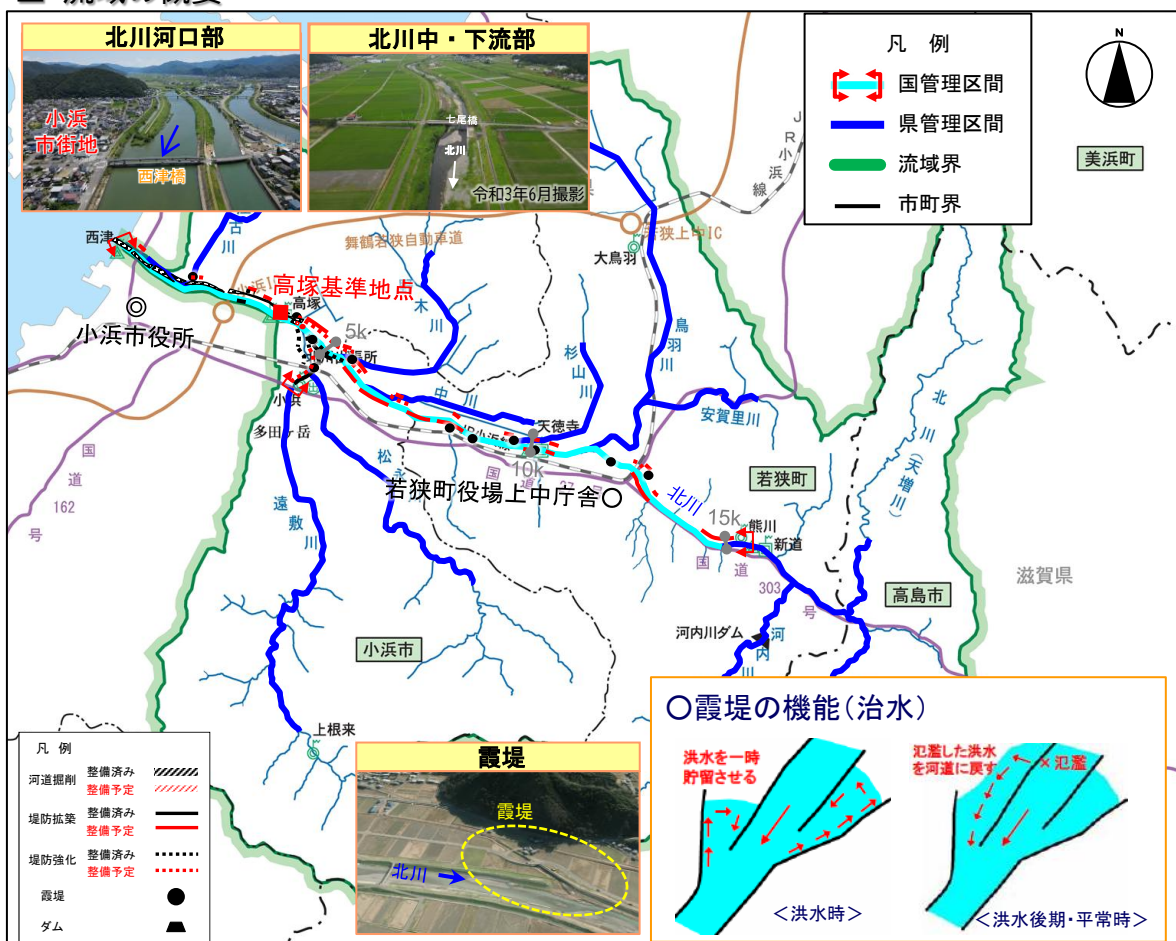 北川河口部
小浜
市街地
西津橋
北川中・下流部
七尾橋
北川
令和3年6月撮影
凡 例
国管理区間
県管理区間
流域界
市町界
N
JR小浜線
美浜町
西津
舞鶴若狭自動車道
若狭上中IC
大鳥羽
高塚基準地点
高塚
小浜市役所
5k
小浜
多田ヶ岳
国道162号
遠敷川
中川
杉山川
鳥羽川
安賀里川
天徳寺
10k
若狭町役場上中庁舎
北川
若狭町
15k
熊川
新道
国道303号
北川(天増川)
滋賀県
高島市
河内川ダム
小浜市
上根来
凡 例
河道掘削 整備済み
整備予定
堤防拡築 整備済み
整備予定
堤防強化 整備済み
整備予定
霞堤
ダム
霞堤
霞堤
北川
○霞堤の機能(治水)
洪水を一時
貯留させる
氾濫した洪水
を河道に戻す
×氾濫
<洪水時>
<洪水後期・平常時>